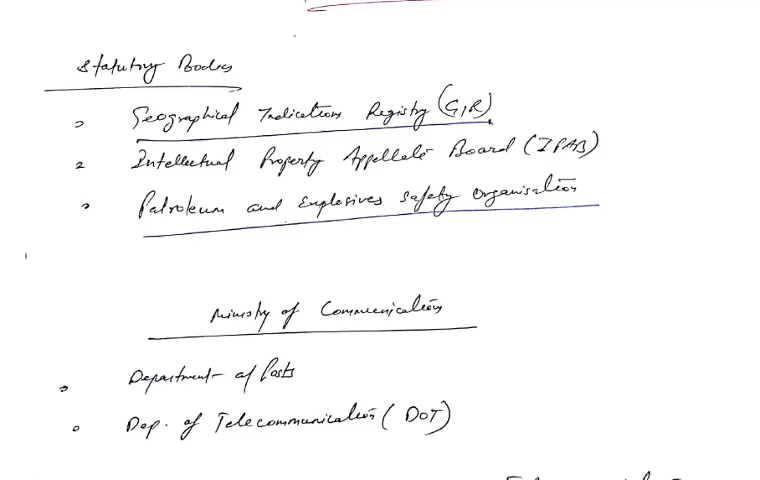 Statutory Bodies
Geographical Indications Registry (GIR)
Intellectual Property Appellate Board (IPAB)
Patroleum and Explosives Safety Organisation
Ministry of Communication
Department of Posts
Dep. of Telecommunication (DOT)